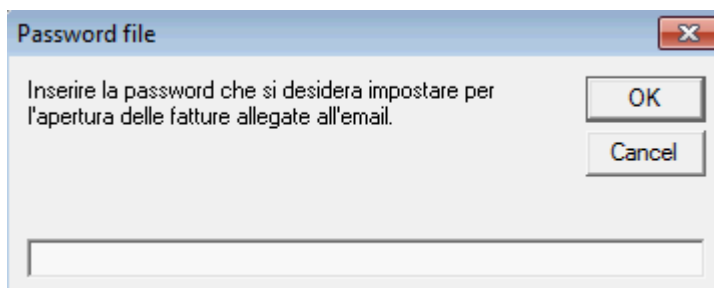 Password file
Inserire la password che si desidera impostare per
l'apertura delle fatture allegate all'email.
OK
Cancel